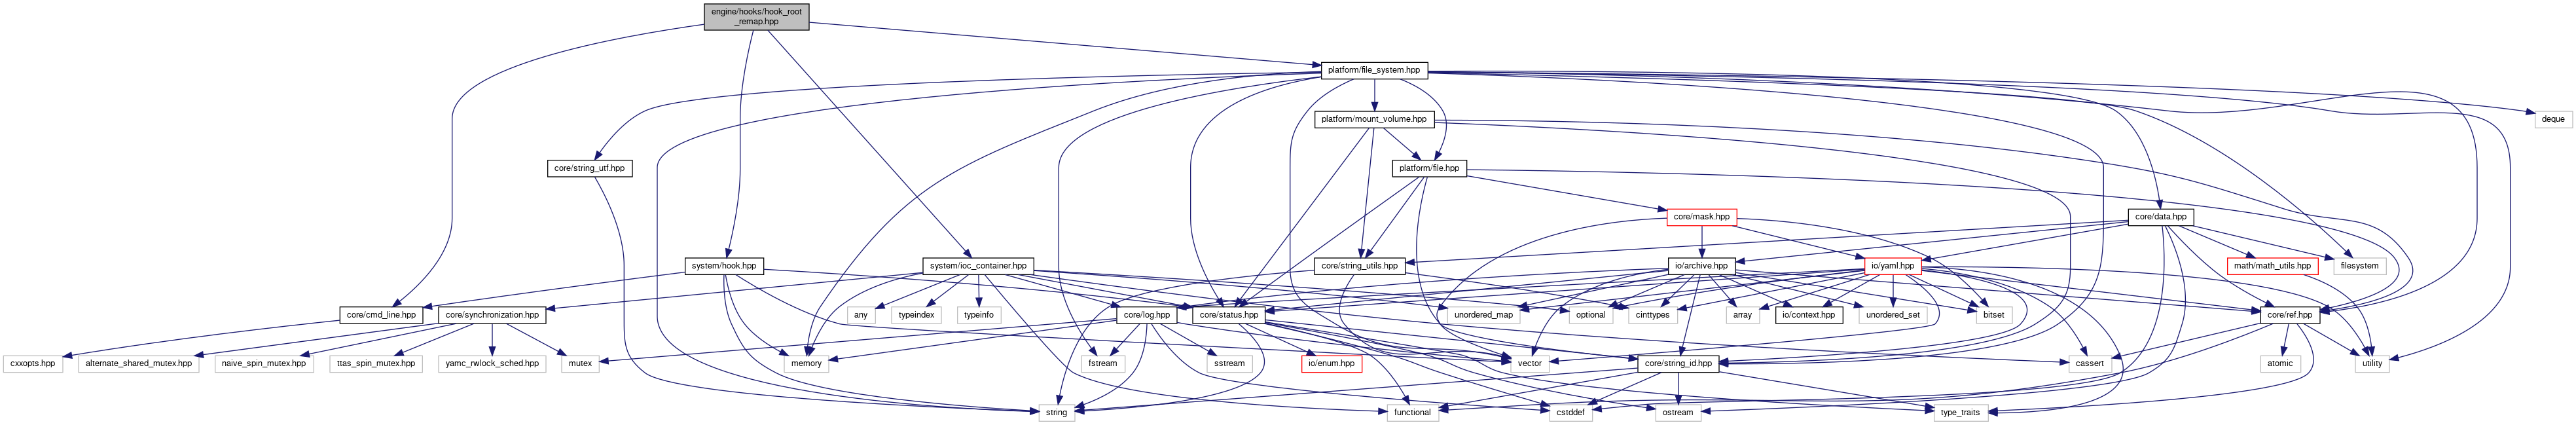 engine/hooks/hook_root
_remap.hpp
platform/file_system.hpp
platform/mount_volume.hpp
deque
core/string_utf.hpp
platform/file.hpp
core/mask.hpp
core/data.hpp
system/hook.hpp
system/ioc_container.hpp
core/string_utils.hpp
io/archive.hpp
io/yaml.hpp
math/math_utils.hpp
filesystem
core/cmd_line.hpp
core/synchronization.hpp
any
typeindex
typeinfo
core/log.hpp
core/status.hpp
unordered_map
optional
cinttypes
array
io/context.hpp
unordered_set
bitset
core/ref.hpp
cxxopts.hpp
alternate_shared_mutex.hpp
naive_spin_mutex.hpp
ttas_spin_mutex.hpp
yamc_rwlock_sched.hpp
mutex
memory
fstream
sstream
io/enum.hpp
vector
core/string_id.hpp
cassert
atomic
utility
string
functional
cstddef
ostream
type_traits